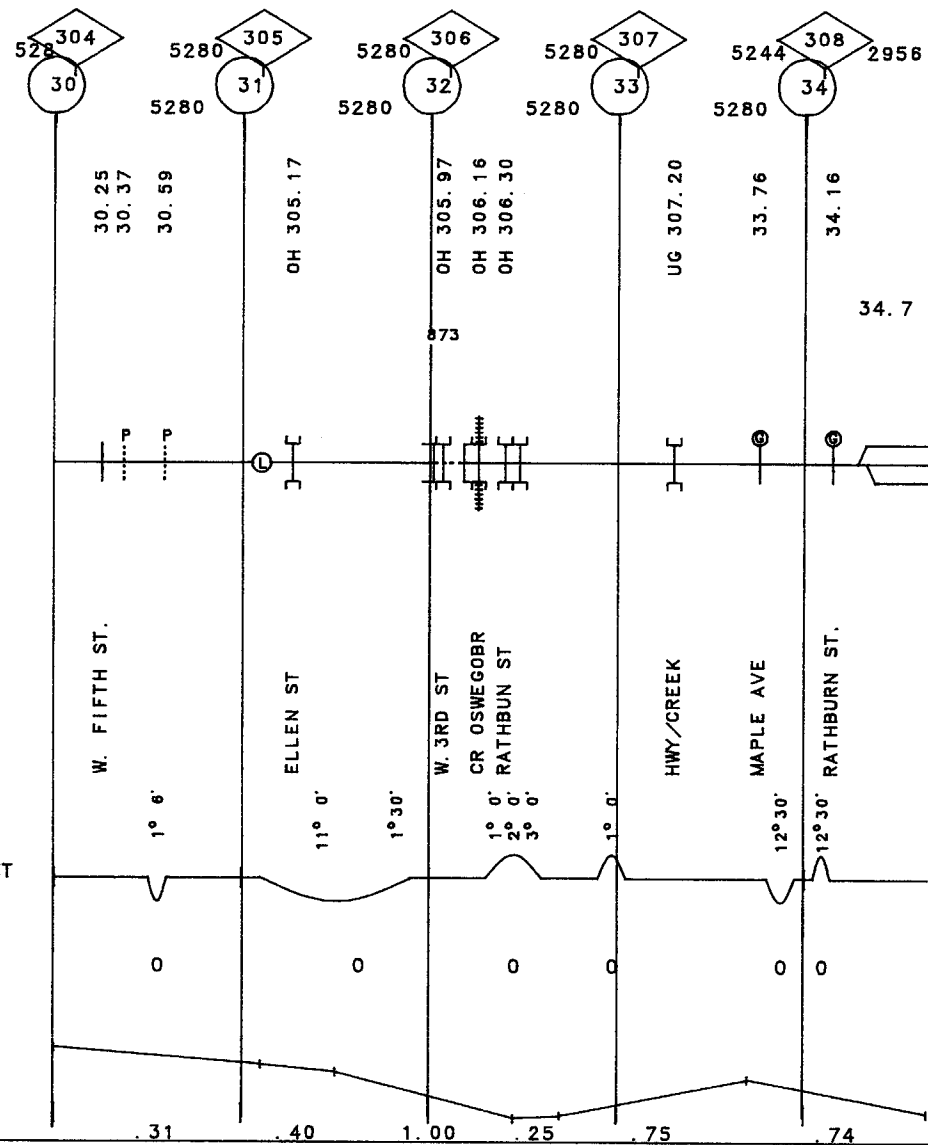 304 305 306 307 308
528 5280 5280 5280 5244 2956
30 31 32 33 34
5280 5280 5280 5280
30.25
30.37
30.59
OH 305.17
OH 305.97
OH 306.16
OH 306.30
UG 307.20
33.76
34.16
34.7
873
P P
L
G G
W. FIFTH ST.
ELLEN ST
W. 3RD ST
CR OSWEGOBR
RATHBUN ST
HWY/CREEK
MAPLE AVE
RATHBURN ST.
1° 6'
11° 0'
1°30'
1° 0'
2° 0'
3° 0'
1° 0'
12°30'
12°30'
T
0 0 0 0 0 0
.31 .40 1.00 .25 .75 .74